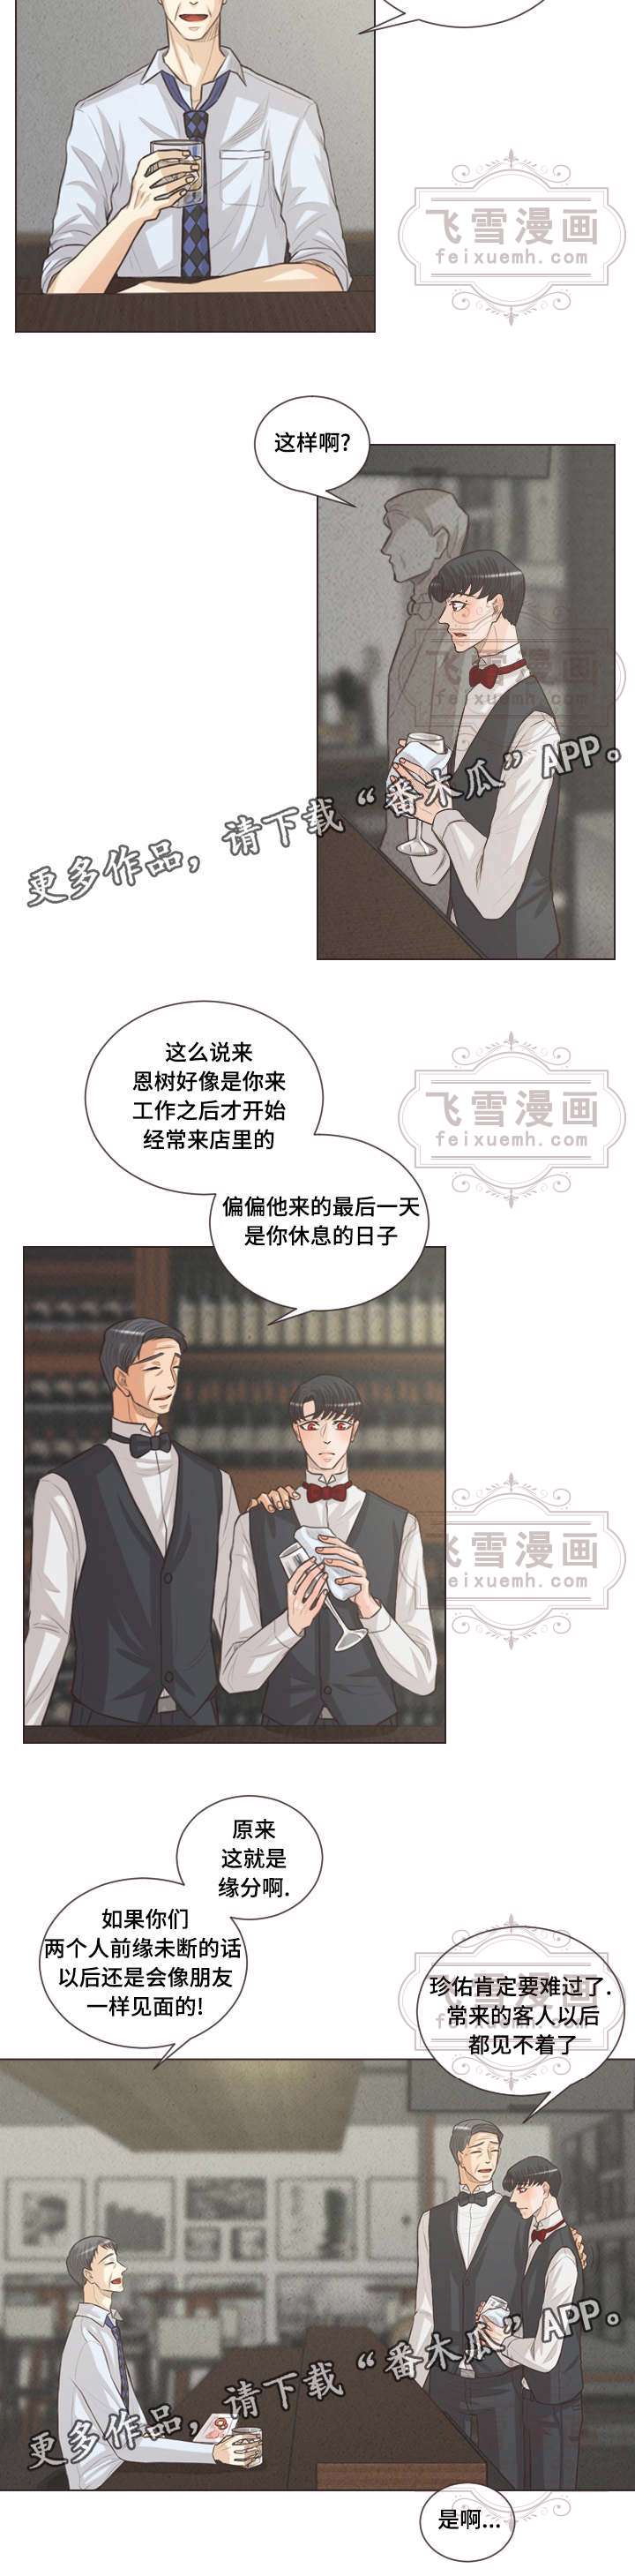 飞雪漫画
feixuemh.com
这样啊?
飞雪漫画
feixuemh.com
更多作品，请下载“番木瓜”APP。
这么说来
恩树好像是你来
工作之后才开始
经常来店里的
飞雪漫画
feixuemh.com
偏偏他来的最后一天
是你休息的日子
飞雪漫画
feixuemh.com
原来
这就是
缘分啊.
如果你们
两个人前缘未断的话
以后还是会像朋友
一样见面的!
珍佑肯定要难过了.
常来的客人以后
都见不着了
更多作品，请下载“番木瓜”APP。
是啊...